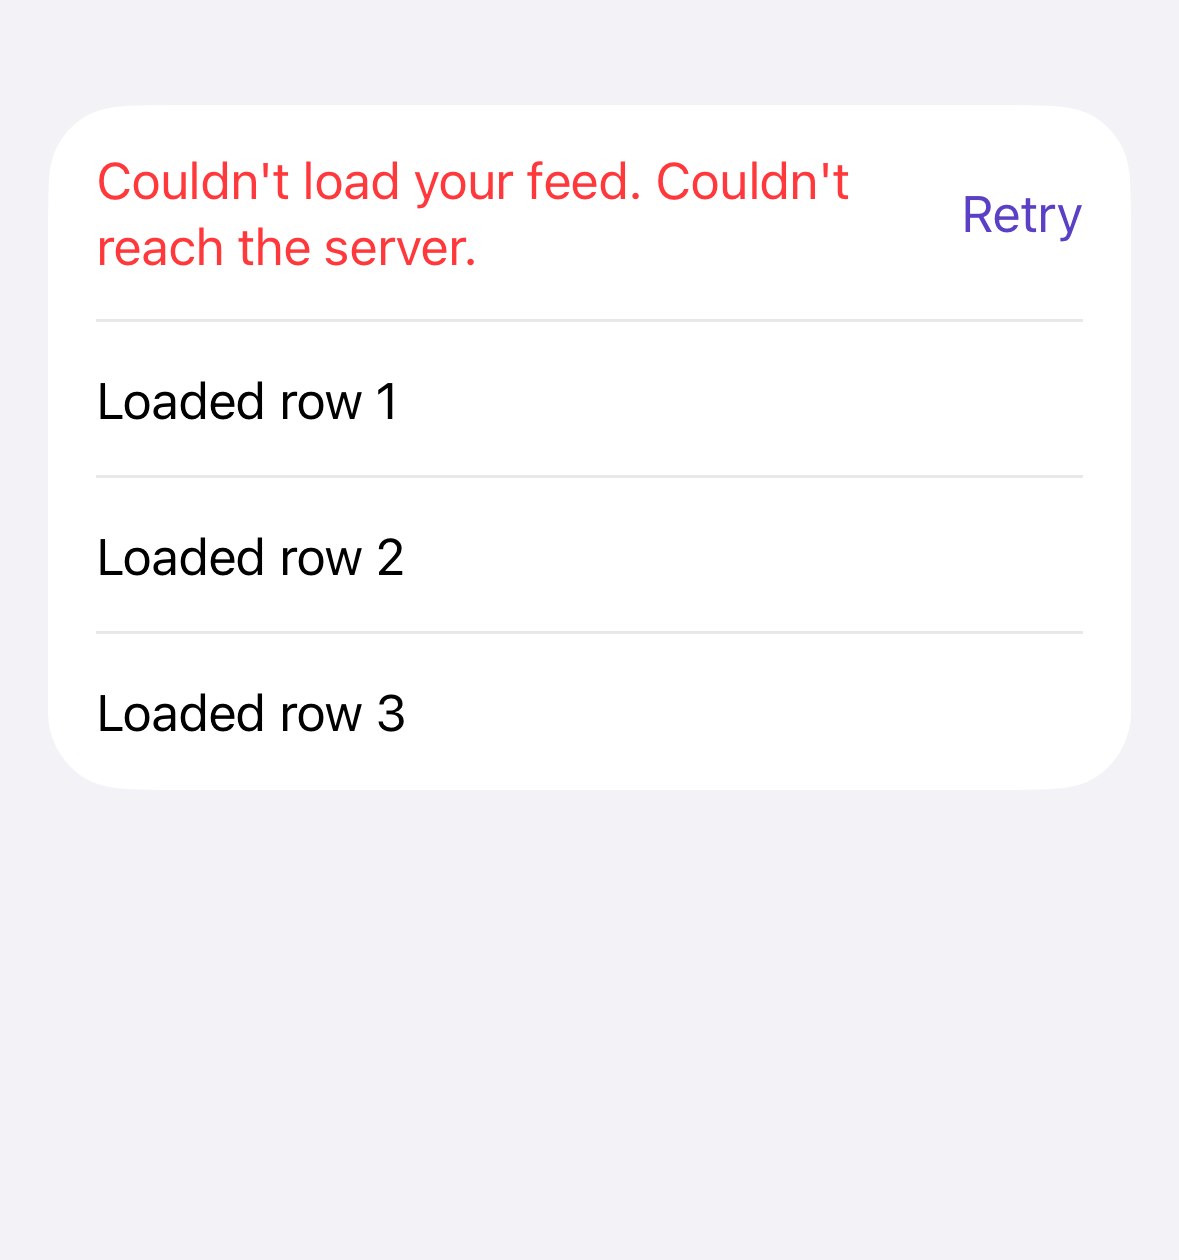 Couldn't load your feed. Couldn't
reach the server.
Retry
Loaded row 1
Loaded row 2
Loaded row 3